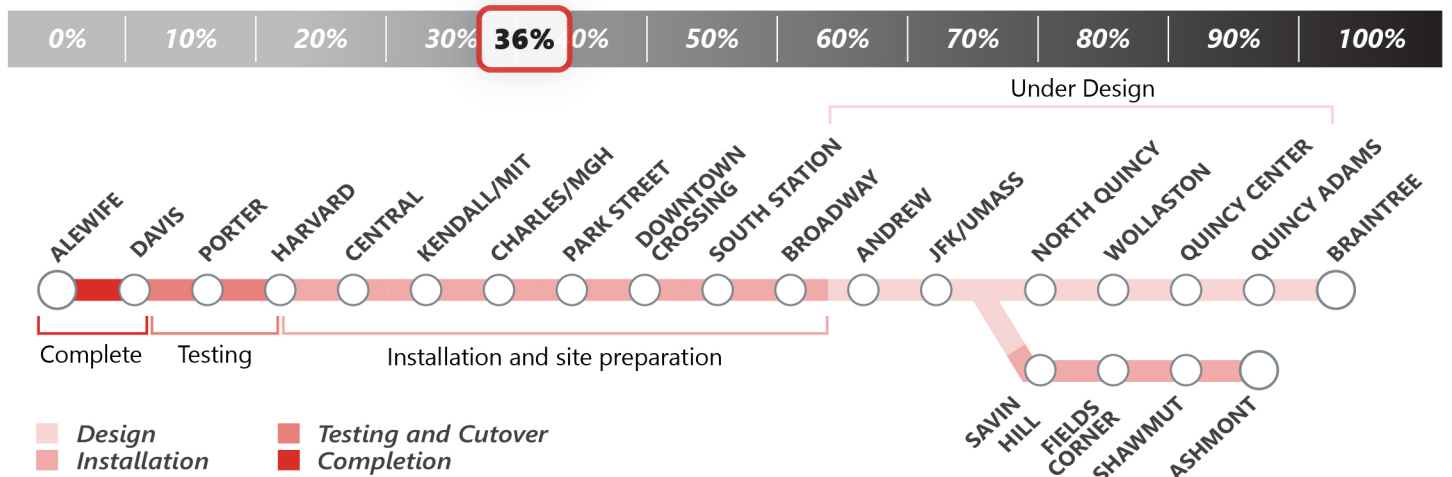 0% 10% 20% 30% 36% 0% 50% 60% 70% 80% 90% 100%
Under Design
ALEWIFE
DAVIS
PORTER
HARVARD
CENTRAL
KENDALL/MIT
CHARLES/MGH
PARK STREET
DOWNTOWN
CROSSING
SOUTH STATION
BROADWAY
ANDREW
JFK/UMASS
NORTH QUINCY
WOLLASTON
QUINCY CENTER
QUINCY ADAMS
BRAINTREE
Complete
Testing
Installation and site preparation
SAVIN
HILL
FIELDS
CORNER
SHAWMUT
ASHMONT
Design
Installation
Testing and Cutover
Completion